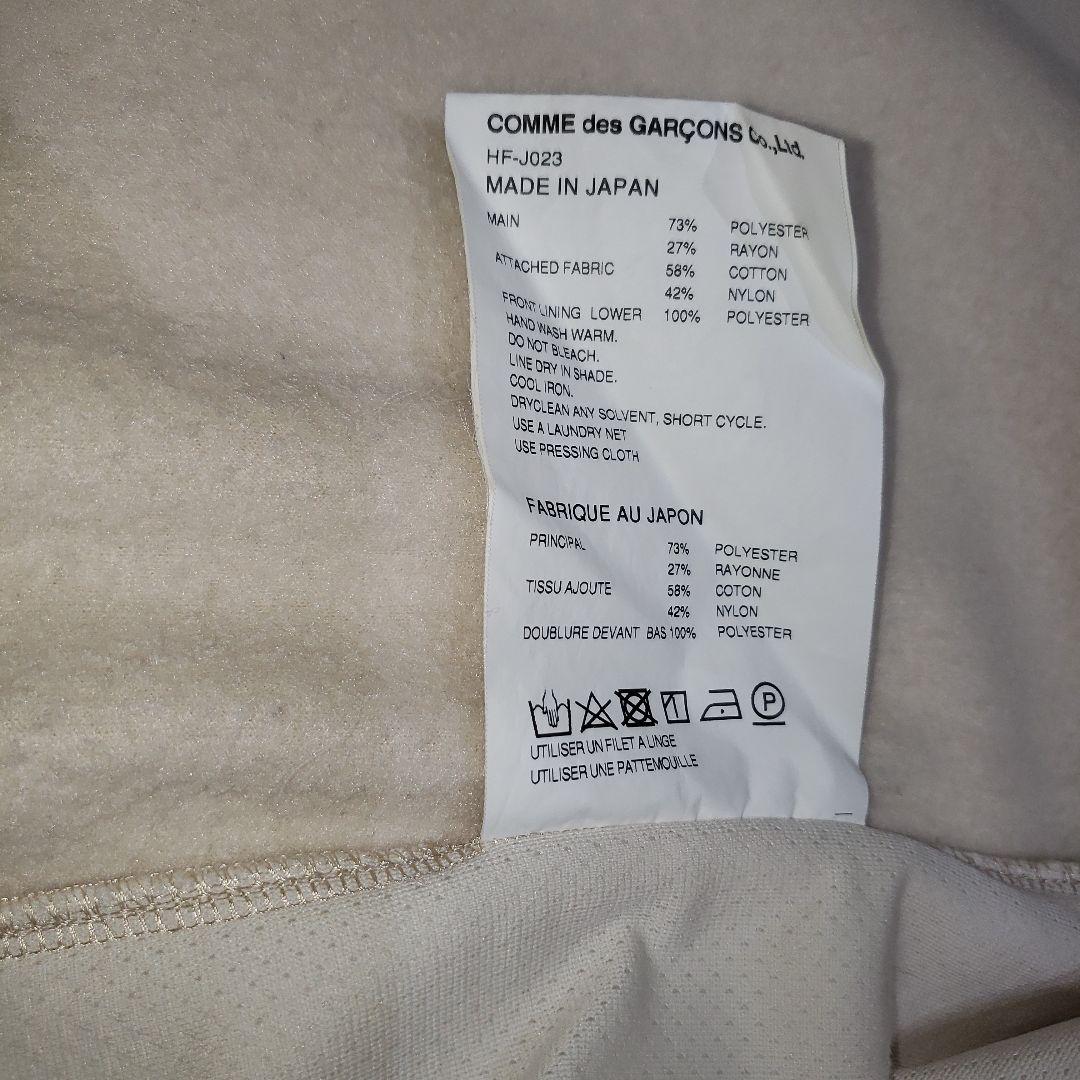 COMME des GARÇONS Co.,Ltd.
HF-J023
MADE IN JAPAN
MAIN 73% POLYESTER
27% RAYON
ATTACHED FABRIC 58% COTTON
42% NYLON
FRONT LINING LOWER 100% POLYESTER
HAND WASH WARM.
DO NOT BLEACH.
LINE DRY IN SHADE.
COOL IRON.
DRYCLEAN ANY SOLVENT, SHORT CYCLE.
USE A LAUNDRY NET
USE PRESSING CLOTH
FABRIQUE AU JAPON
PRINCIPAL 73% POLYESTER
27% RAYONNE
TISSU AJOUTE 58% COTON
42% NYLON
DOUBLURE DEVANT BAS 100% POLYESTER
P
UTILISER UN FILET A LINGE
UTILISER UNE PATTEMOUILLE